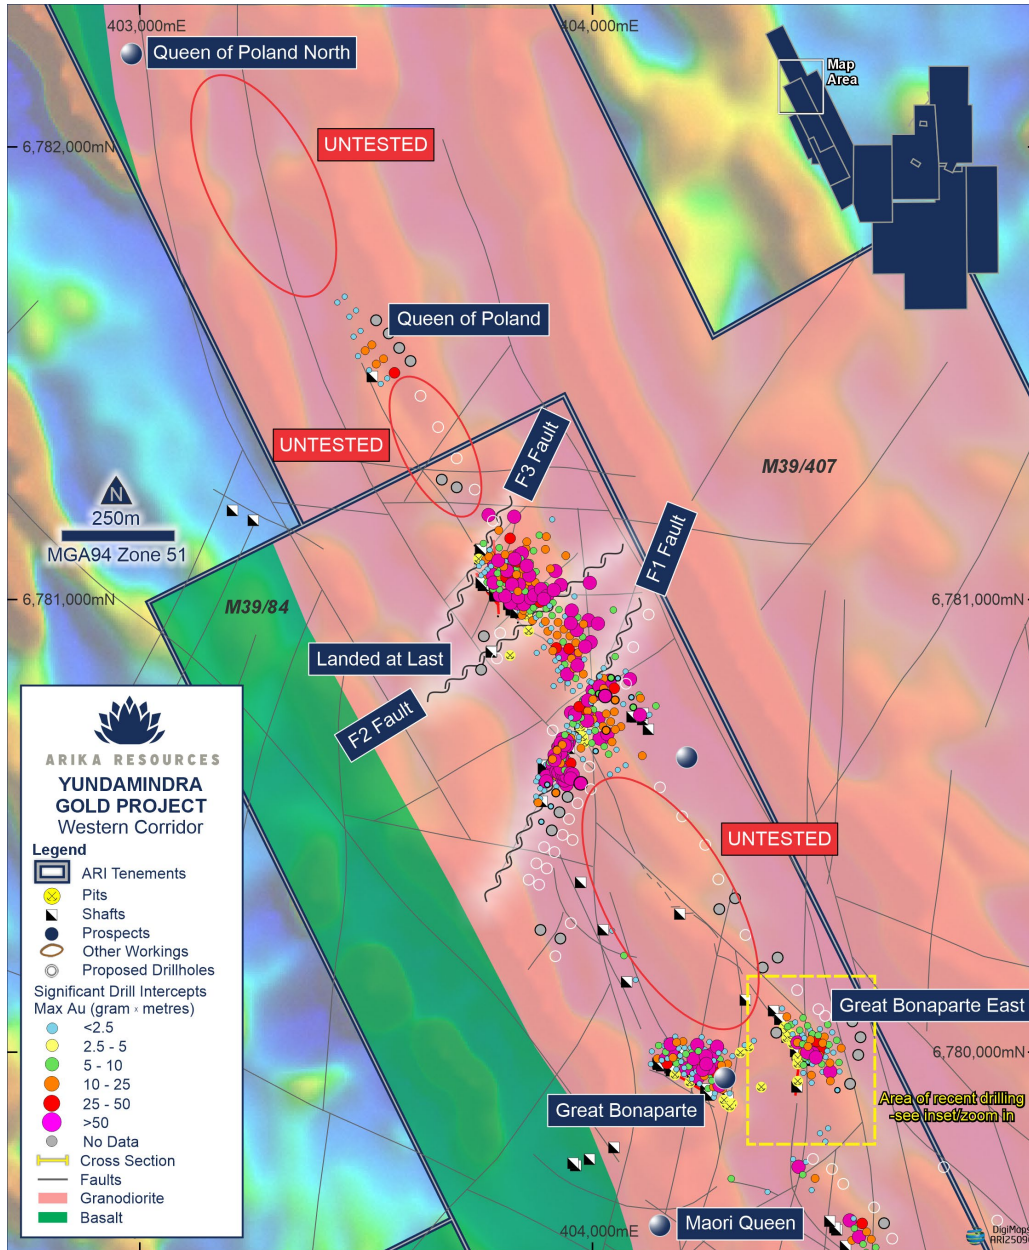 403,000mE
404,000mE
Queen of Poland North
Map
Area
UNTESTED
6,782,000mN
Queen of Poland
UNTESTED
F3 Fault
M39/407
N
250m
MGA94 Zone 51
F1 Fault
6,781,000mN
6,781,000mN
M39/84
Landed at Last
F2 Fault
ARIKA RESOURCES
YUNDAMINDRA
GOLD PROJECT
Western Corridor
Legend
ARI Tenements
Pits
Shafts
Prospects
Other Workings
Proposed Drillholes
Significant Drill Intercepts
Max Au (gram x metres)
<2.5
2.5 - 5
5 - 10
10 - 25
25 - 50
>50
No Data
Cross Section
Faults
Granodiorite
Basalt
UNTESTED
Great Bonaparte East
6,780,000mN
Area of recent drilling
-see inset/zoom in
Great Bonaparte
404,000mE
Maori Queen
DigiMaps